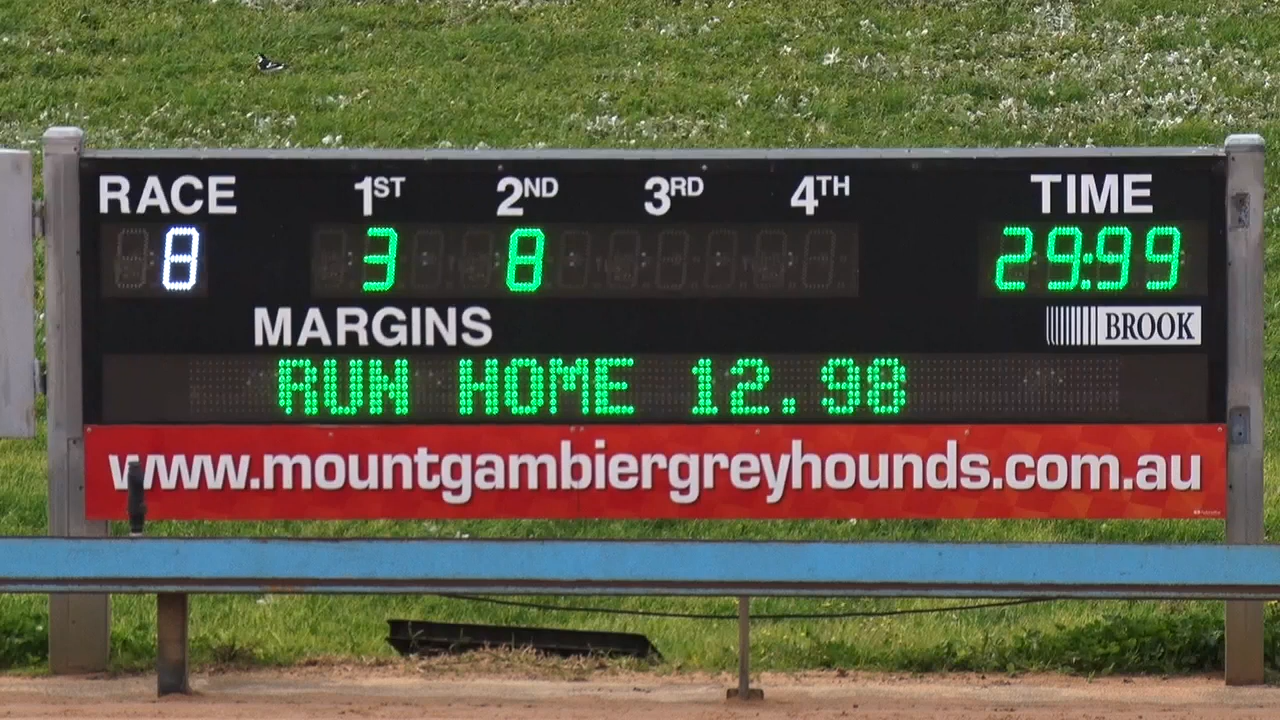 RACE 1ST 2ND 3RD 4TH TIME
8 3 8 29:99
MARGINS
BROOK
RUN HOME 12.98
www.mountgambiergreyhounds.com.au